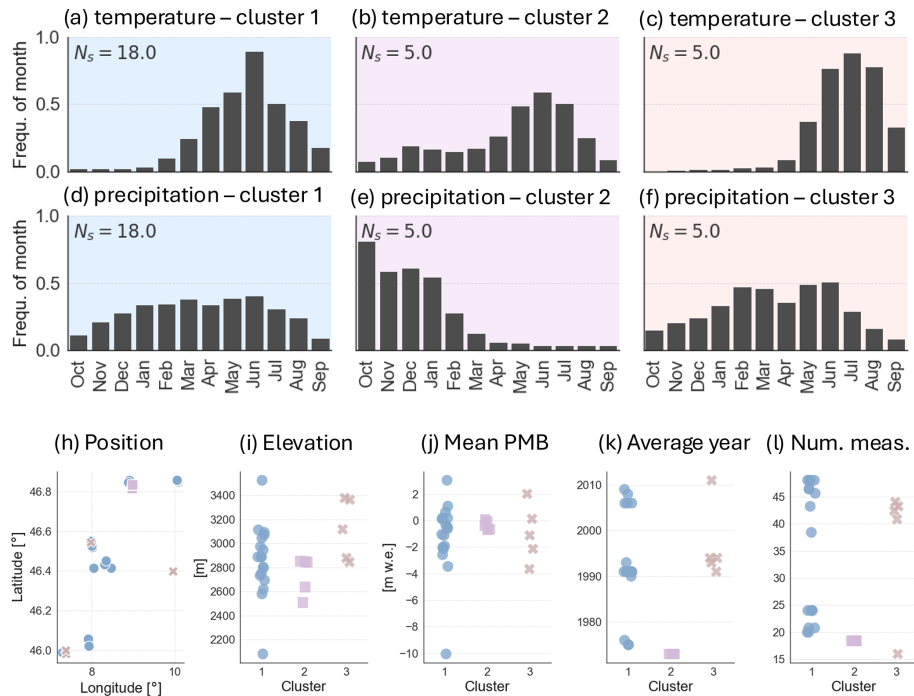 (a) temperature – cluster 1
(b) temperature – cluster 2
(c) temperature – cluster 3
Frequ. of month
1.0
0.5
0.0
Nₛ = 18.0
Nₛ = 5.0
Nₛ = 5.0
(d) precipitation – cluster 1
(e) precipitation – cluster 2
(f) precipitation – cluster 3
Frequ. of month
1.0
0.5
0.0
Nₛ = 18.0
Nₛ = 5.0
Nₛ = 5.0
Oct Nov Dec Jan Feb Mar Apr May Jun Jul Aug Sep
Oct Nov Dec Jan Feb Mar Apr May Jun Jul Aug Sep
Oct Nov Dec Jan Feb Mar Apr May Jun Jul Aug Sep
(h) Position
Latitude [°]
46.8
46.6
46.4
46.2
46.0
8 10
Longitude [°]
(i) Elevation
[m]
3400
3200
3000
2800
2600
2400
2200
1 2 3
Cluster
(j) Mean PMB
[m w.e.]
2
0
−2
−4
−6
−8
−10
1 2 3
Cluster
(k) Average year
2010
2000
1990
1980
1 2 3
Cluster
(l) Num. meas.
45
40
35
30
25
20
15
1 2 3
Cluster